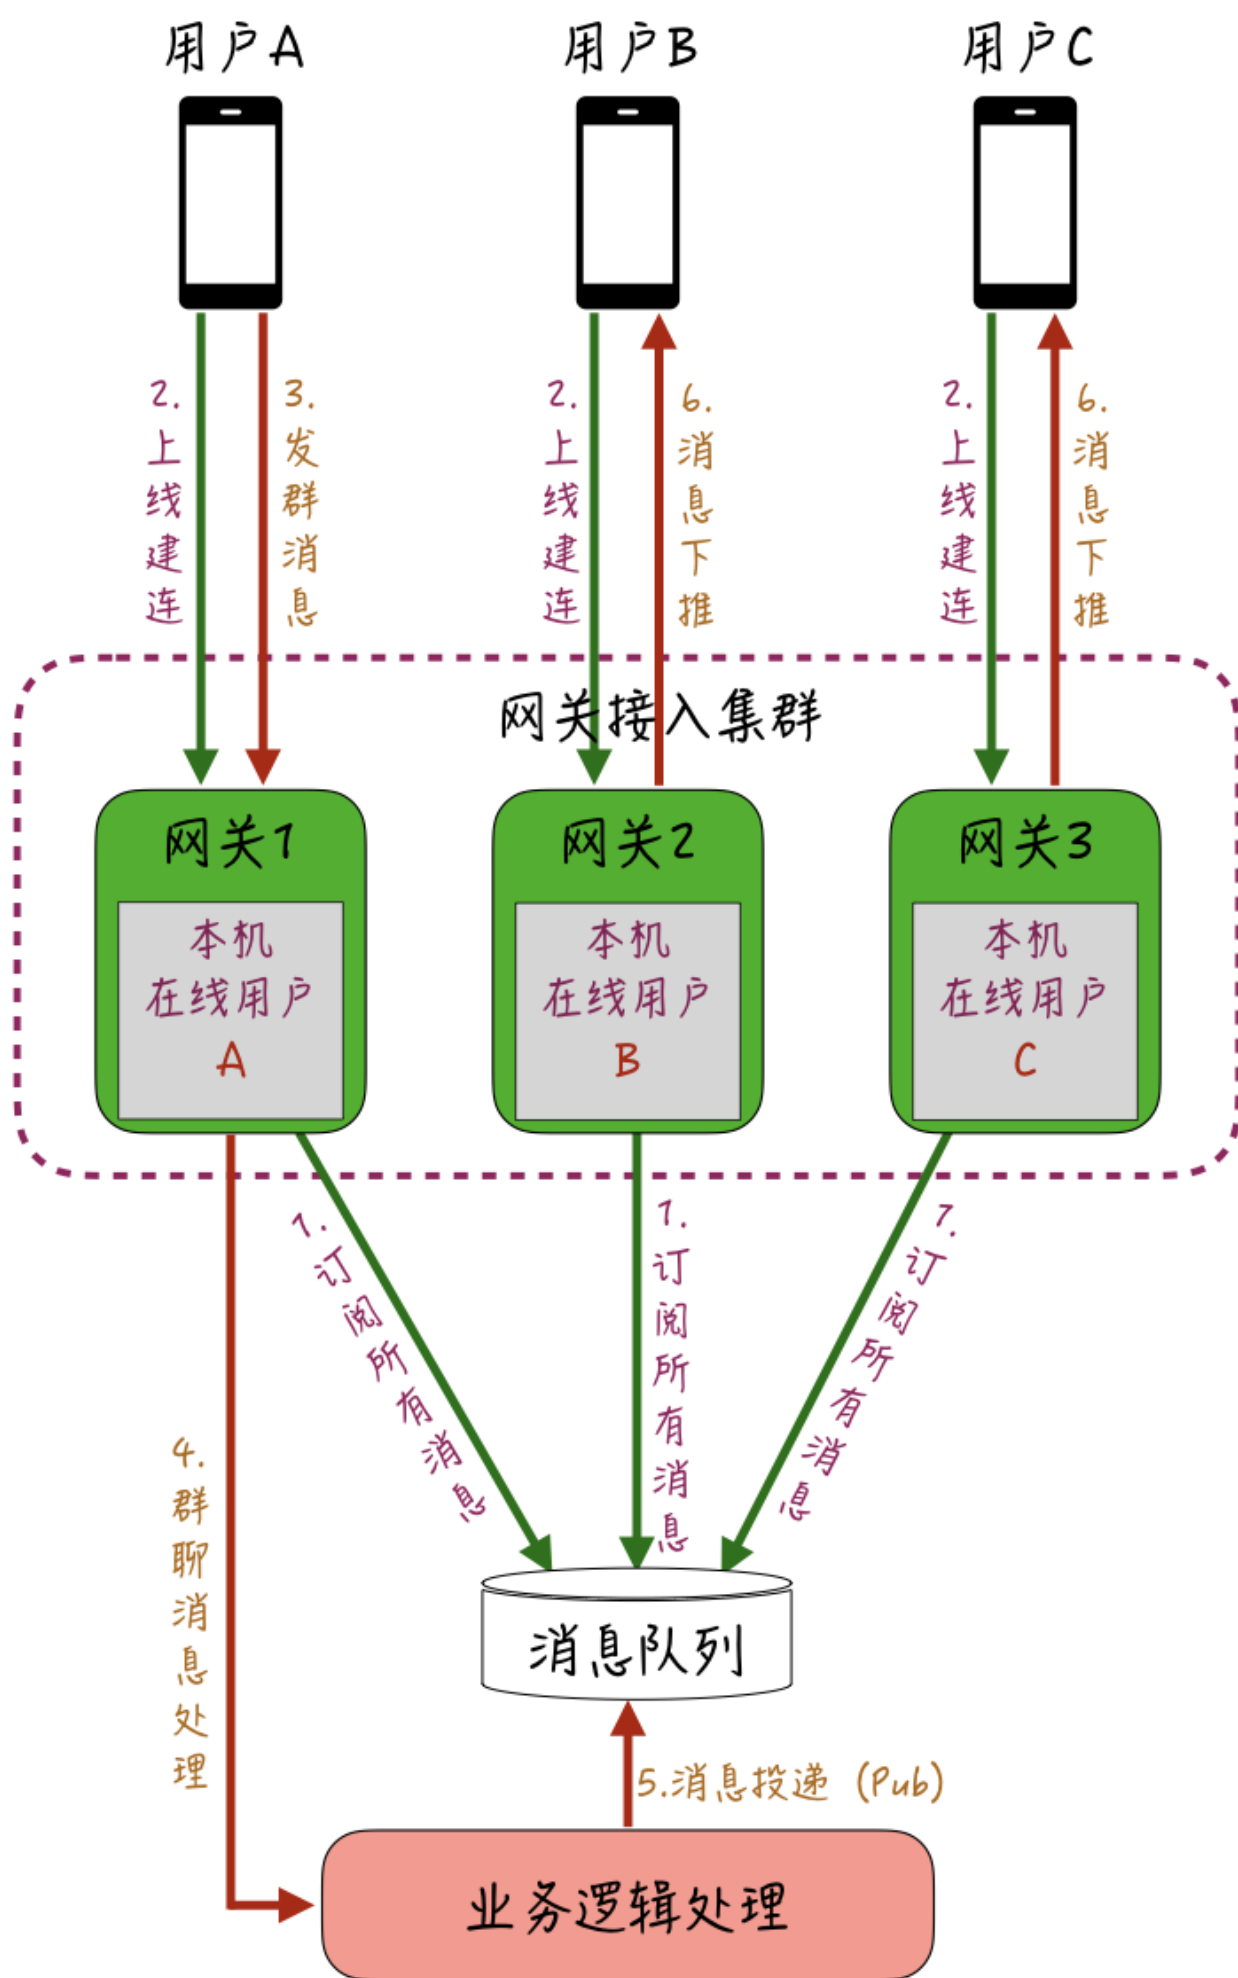 用户A
用户B
用户C
2.上线建连
3.发群消息
2.上线建连
6.消息下推
2.上线建连
6.消息下推
网关接入集群
网关1
本机
在线用户
A
网关2
本机
在线用户
B
网关3
本机
在线用户
C
1.订阅所有消息
1.订阅所有消息
1.订阅所有消息
4.群聊消息处理
消息队列
5.消息投递（Pub）
业务逻辑处理